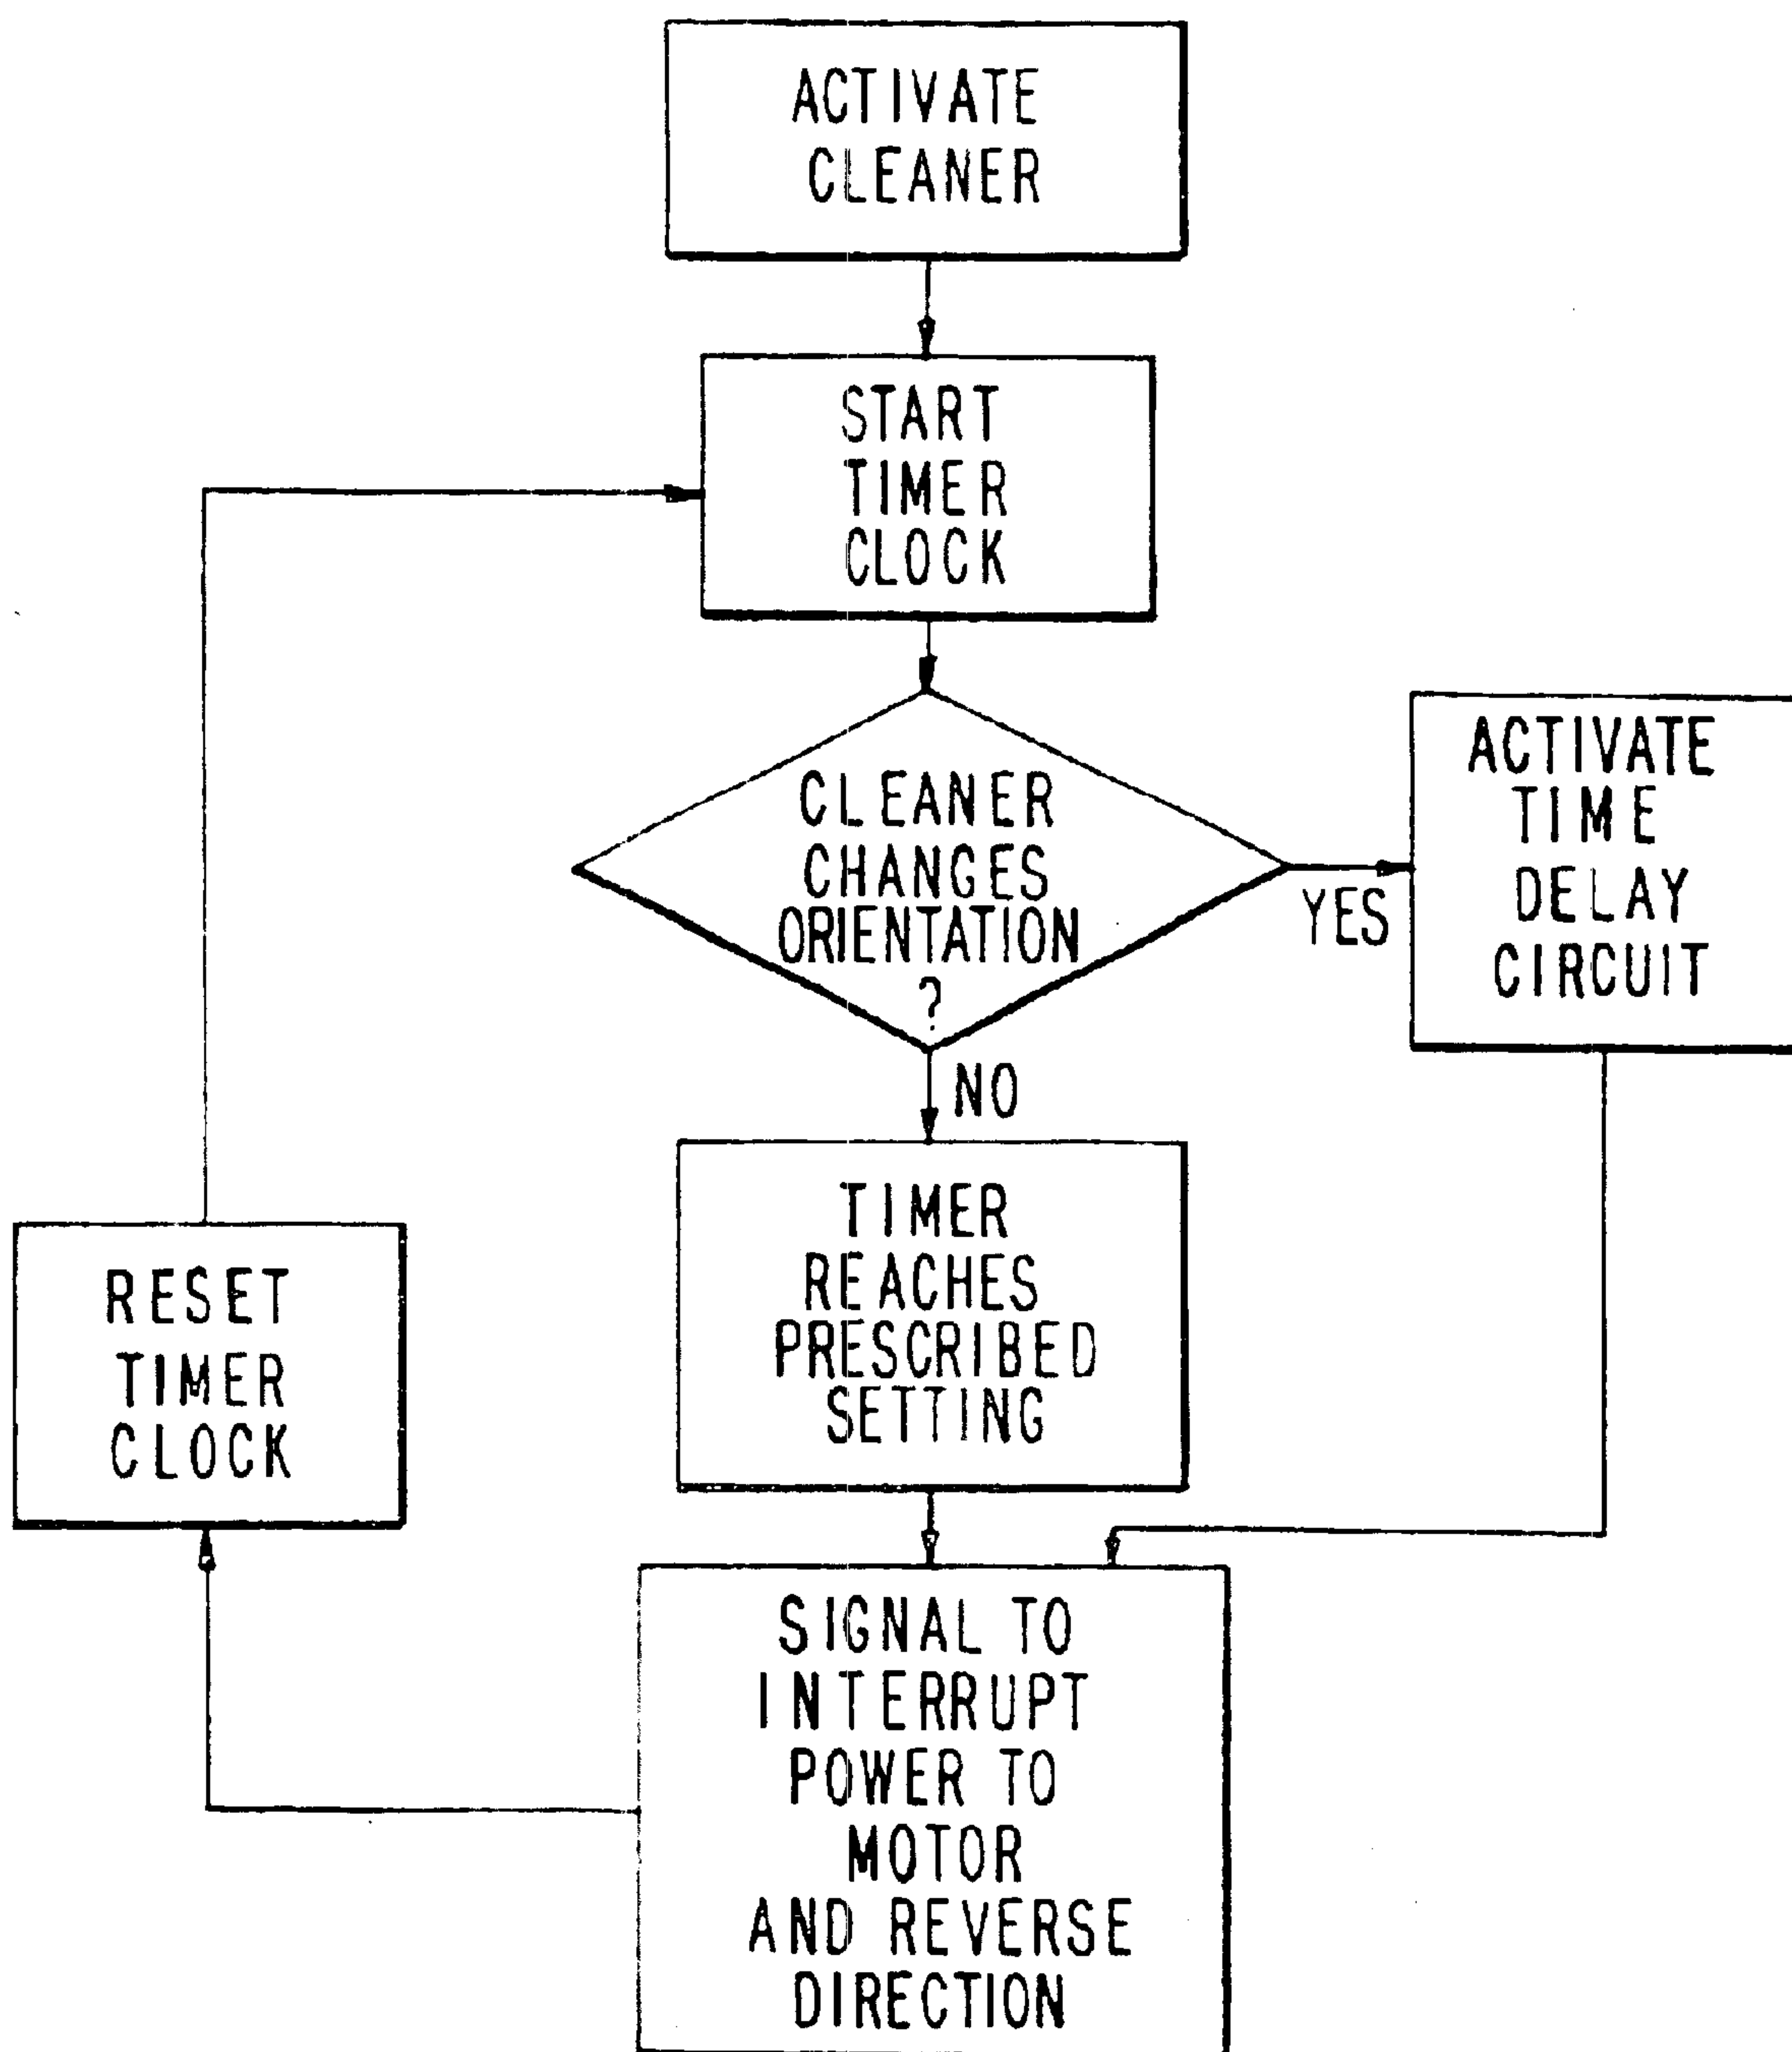 ACTIVATE
CLEANER
START
TIMER
CLOCK
CLEANER
CHANGES
ORIENTATION
?
YES
ACTIVATE
TIME
DELAY
CIRCUIT
NO
TIMER
REACHES
PRESCRIBED
SETTING
RESET
TIMER
CLOCK
SIGNAL TO
INTERRUPT
POWER TO
MOTOR
AND REVERSE
DIRECTION